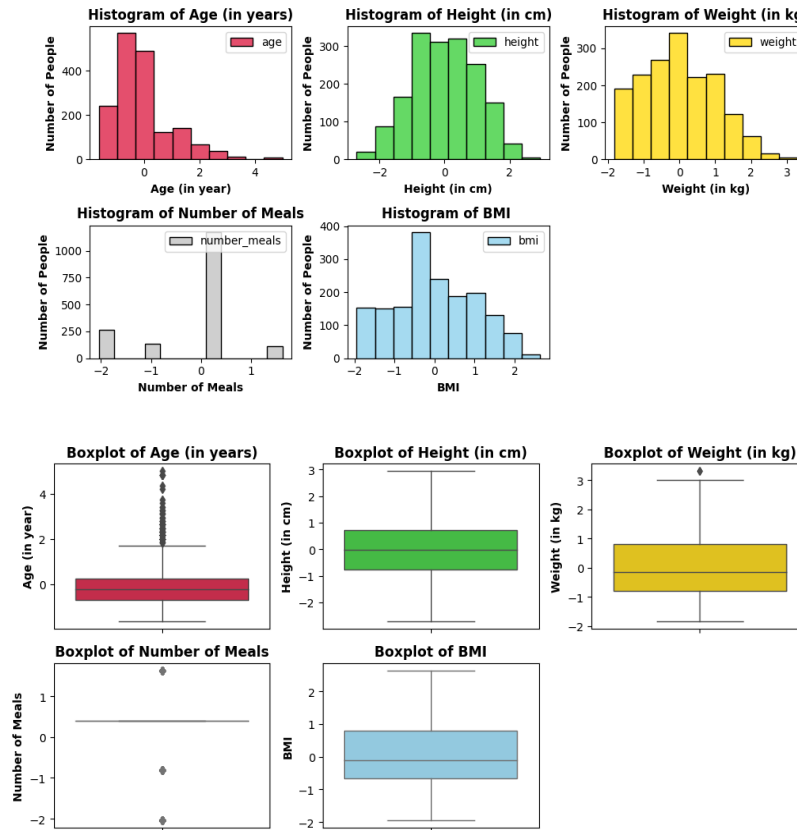 Histogram of Age (in years)
Histogram of Height (in cm)
Histogram of Weight (in kg
Number of People
400
200
0
age
0
2
4
Age (in year)
Number of People
300
200
100
0
height
−2
0
2
Height (in cm)
Number of People
300
200
100
0
weight
−2
−1
0
1
2
3
Weight (in kg)
Histogram of Number of Meals
Histogram of BMI
Number of People
1000
750
500
250
0
number_meals
−2
−1
0
1
Number of Meals
Number of People
400
300
200
100
0
bmi
−2
−1
0
1
2
BMI
Boxplot of Age (in years)
Boxplot of Height (in cm)
Boxplot of Weight (in kg)
Age (in year)
4
2
0
Height (in cm)
3
2
1
0
−1
−2
Weight (in kg)
3
2
1
0
−1
−2
Boxplot of Number of Meals
Boxplot of BMI
Number of Meals
1
0
−1
−2
BMI
2
1
0
−1
−2